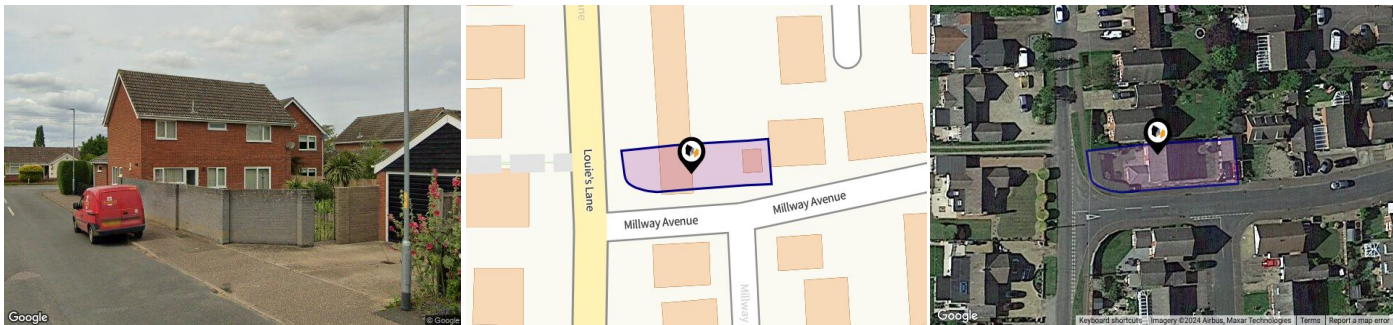 Google
© Google
Louie's Lane
ane
Millway Avenue
Millway Avenue
Millway
Google
Keyboard shortcuts
Imagery ©2024 Airbus, Maxar Technologies
Terms
Report a map error